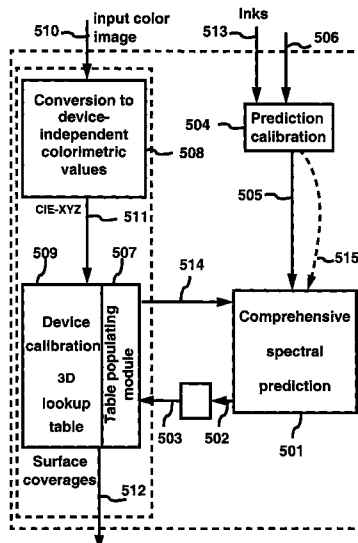 input color
image
510
Inks
513
506
Conversion to
device-
independent
colorimetric
values
508
504
Prediction
calibration
CIE-XYZ
511
505
515
509
507
514
Device
calibration
3D
lookup
table
Table populating
module
Comprehensive
spectral
prediction
503
502
501
Surface
coverages
512